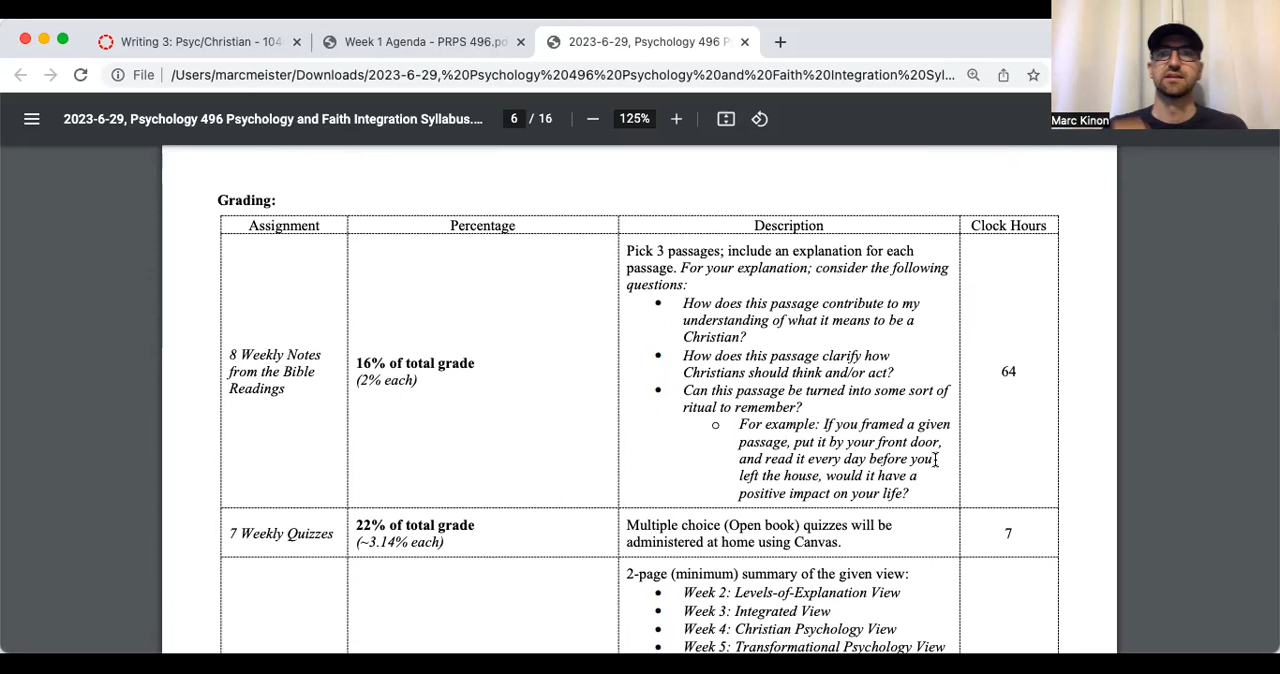 Writing 3: Psyc/Christian - 104
Week 1 Agenda - PRPS 496.pd
2023-6-29, Psychology 496 P
File
/Users/marcmeister/Downloads/2023-6-29,%20Psychology%20496%20Psychology%20and%20Faith%20Integration%20Syl...
2023-6-29, Psychology 496 Psychology and Faith Integration Syllabus....
6 / 16
125%
Marc Kinon
Grading:
Assignment
Percentage
Description
Clock Hours
8 Weekly Notes
from the Bible
Readings
16% of total grade
(2% each)
Pick 3 passages; include an explanation for each
passage. For your explanation; consider the following
questions:
• How does this passage contribute to my
understanding of what it means to be a
Christian?
• How does this passage clarify how
Christians should think and/or act?
• Can this passage be turned into some sort of
ritual to remember?
o For example: If you framed a given
passage, put it by your front door,
and read it every day before you
left the house, would it have a
positive impact on your life?
64
7 Weekly Quizzes
22% of total grade
(~3.14% each)
Multiple choice (Open book) quizzes will be
administered at home using Canvas.
7
2-page (minimum) summary of the given view:
• Week 2: Levels-of-Explanation View
• Week 3: Integrated View
• Week 4: Christian Psychology View
• Week 5: Transformational Psychology View